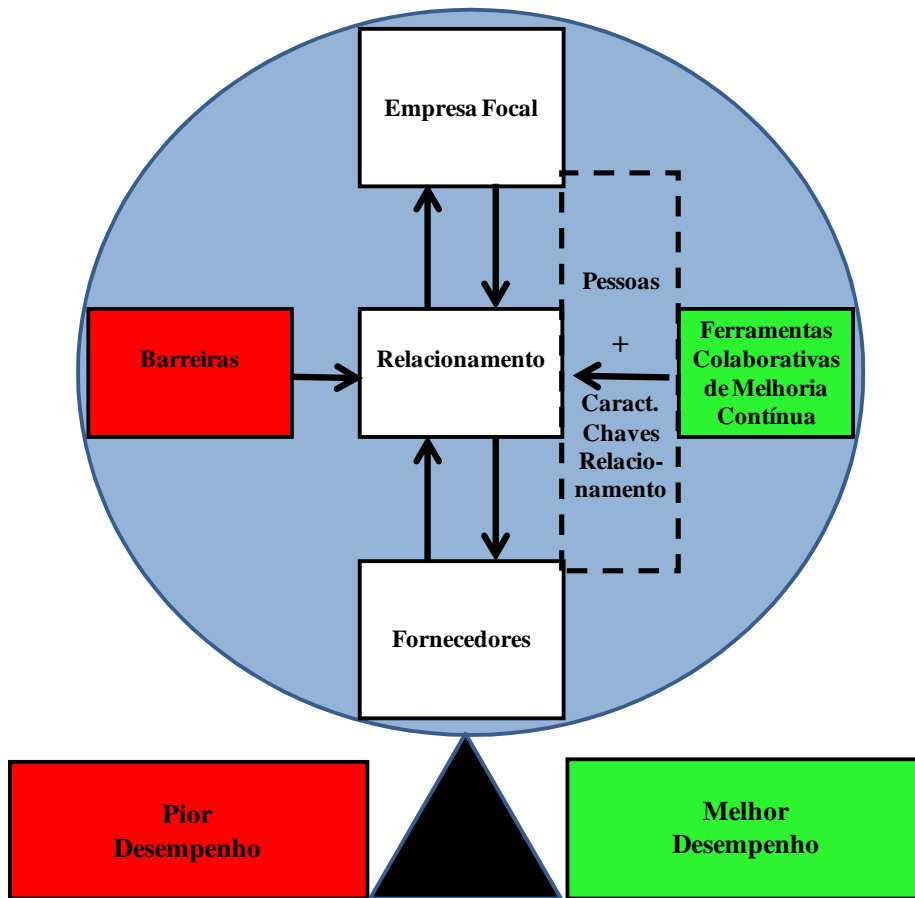 Empresa Focal
Pessoas
+
Caract.
Chaves
Relacio-
namento
Barreiras
Relacionamento
Ferramentas
Colaborativas
de Melhoria
Contínua
Fornecedores
Pior
Desempenho
Melhor
Desempenho